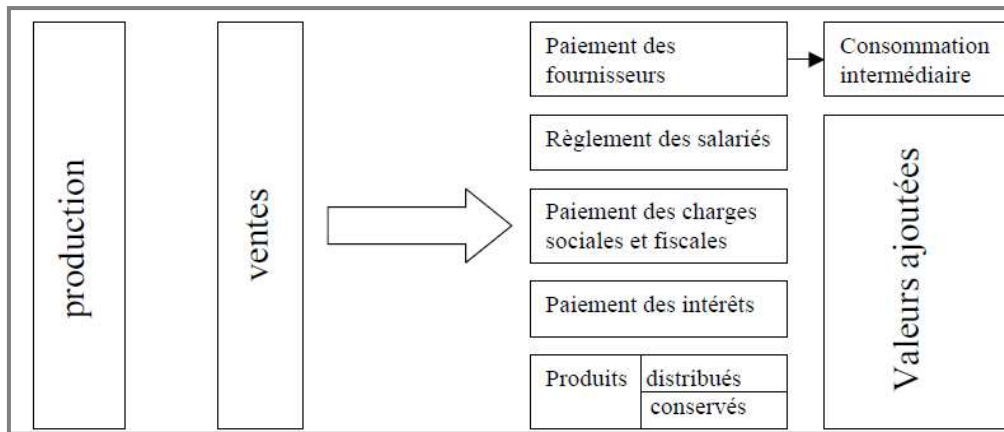 production
ventes
Paiement des
fournisseurs
Consommation
intermédiaire
Règlement des salariés
Paiement des charges
sociales et fiscales
Paiement des intérêts
Produits distribués
conservés
Valeurs ajoutées